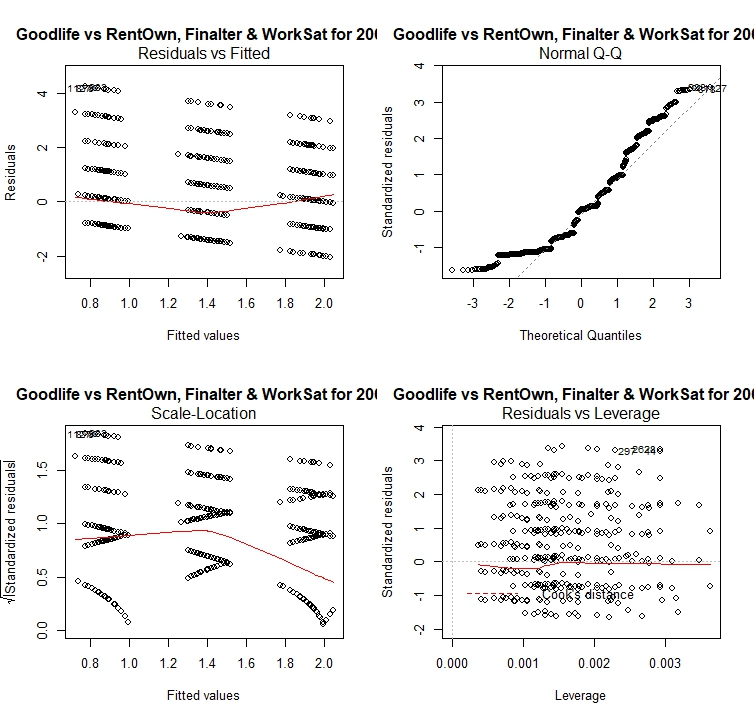 Goodlife vs RentOwn, Finalter & WorkSat for 200
Residuals vs Fitted
Residuals
4
2
0
-2
0.8 1.0 1.2 1.4 1.6 1.8 2.0
Fitted values
Goodlife vs RentOwn, Finalter & WorkSat for 200
Normal Q-Q
Standardized residuals
4
3
2
1
0
-1
-3 -2 -1 0 1 2 3
Theoretical Quantiles
Goodlife vs RentOwn, Finalter & WorkSat for 200
Scale-Location
√|Standardized residuals|
1.5
1.0
0.5
0.0
0.8 1.0 1.2 1.4 1.6 1.8 2.0
Fitted values
Goodlife vs RentOwn, Finalter & WorkSat for 200
Residuals vs Leverage
Standardized residuals
4
3
2
1
0
-1
-2
Cook's distance
0.000 0.001 0.002 0.003
Leverage